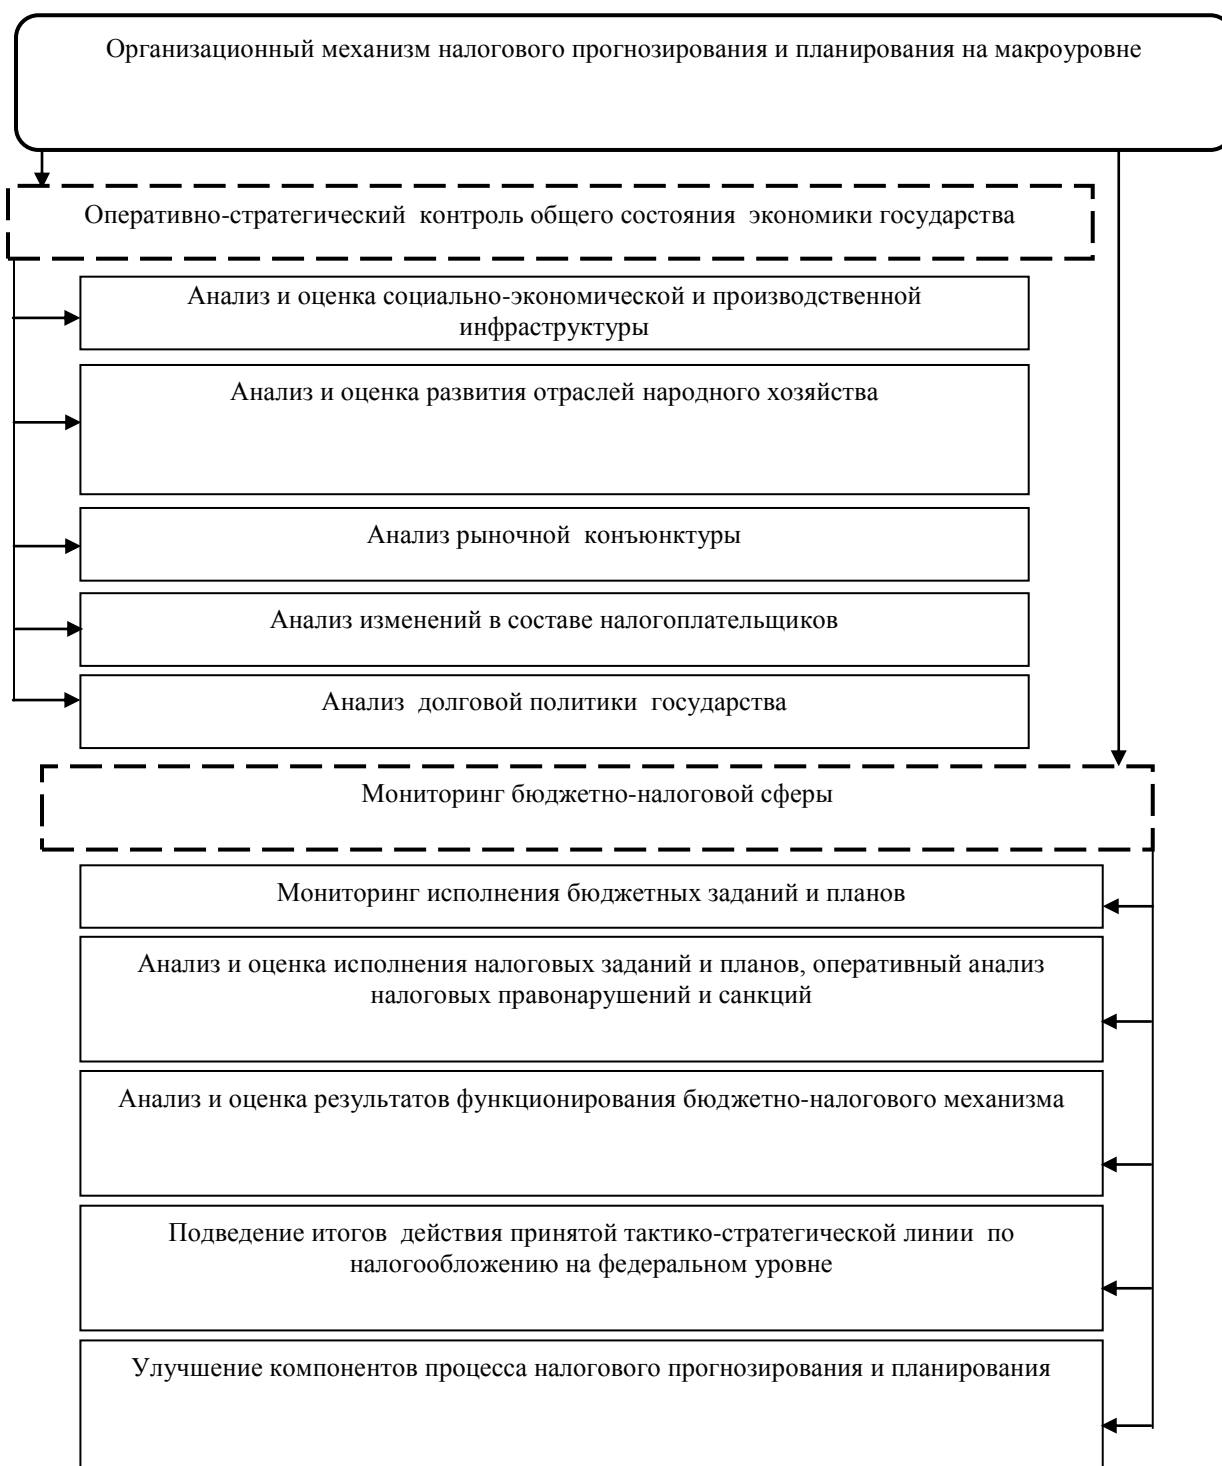 Организационный механизм налогового прогнозирования и планирования на макроуровне
Оперативно-стратегический контроль общего состояния экономики государства
Анализ и оценка социально-экономической и производственной
инфраструктуры
Анализ и оценка развития отраслей народного хозяйства
Анализ рыночной конъюнктуры
Анализ изменений в составе налогоплательщиков
Анализ долговой политики государства
Мониторинг бюджетно-налоговой сферы
Мониторинг исполнения бюджетных заданий и планов
Анализ и оценка исполнения налоговых заданий и планов, оперативный анализ
налоговых правонарушений и санкций
Анализ и оценка результатов функционирования бюджетно-налогового механизма
Подведение итогов действия принятой тактико-стратегической линии по
налогообложению на федеральном уровне
Улучшение компонентов процесса налогового прогнозирования и планирования